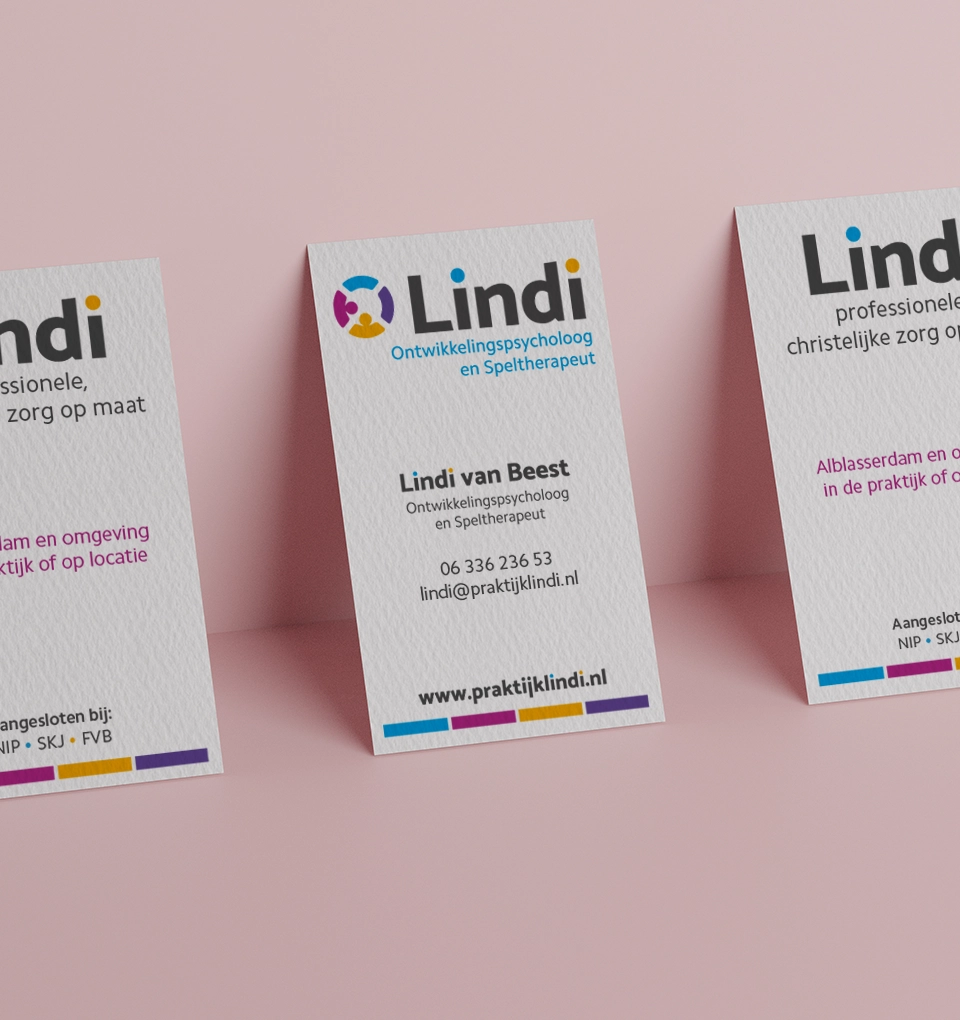 ndi
ssionele,
zorg op maat
dam en omgeving
ktijk of op locatie
angesloten bij:
NIP • SKJ • FVB
Lindi
Ontwikkelingspsycholoog
en Speltherapeut
Lindi van Beest
Ontwikkelingspsycholoog
en Speltherapeut
06 336 236 53
lindi@praktijklindi.nl
www.praktijklindi.nl
Lind
professionele
christelijke zorg op
Alblasserdam en o
in de praktijk of o
Aangeslot
NIP • SKJ